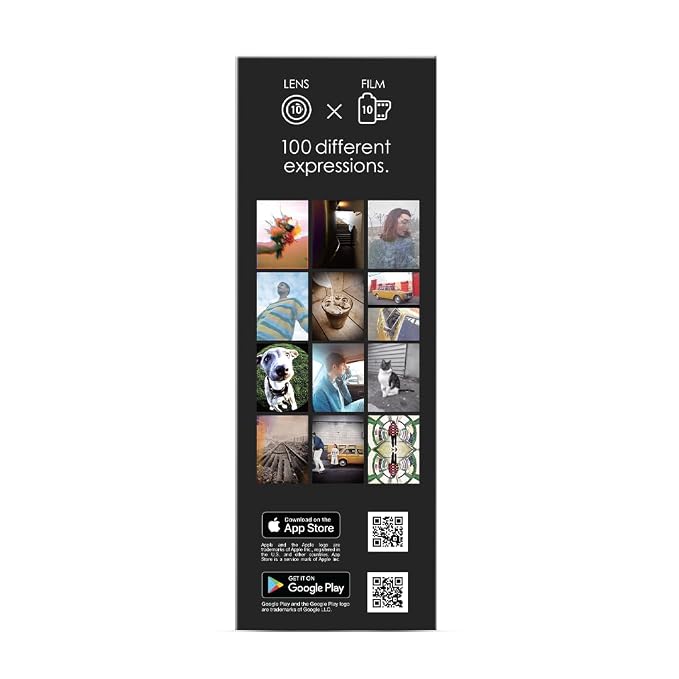 LENS FILM
10 × 10
100 different
expressions.
Download on the
App Store
Apple and the Apple logo are
trademarks of Apple Inc., registered in
the U.S. and other countries. App
Store is a service mark of Apple Inc.
GET IT ON
Google Play
Google Play and the Google Play logo
are trademarks of Google LLC.